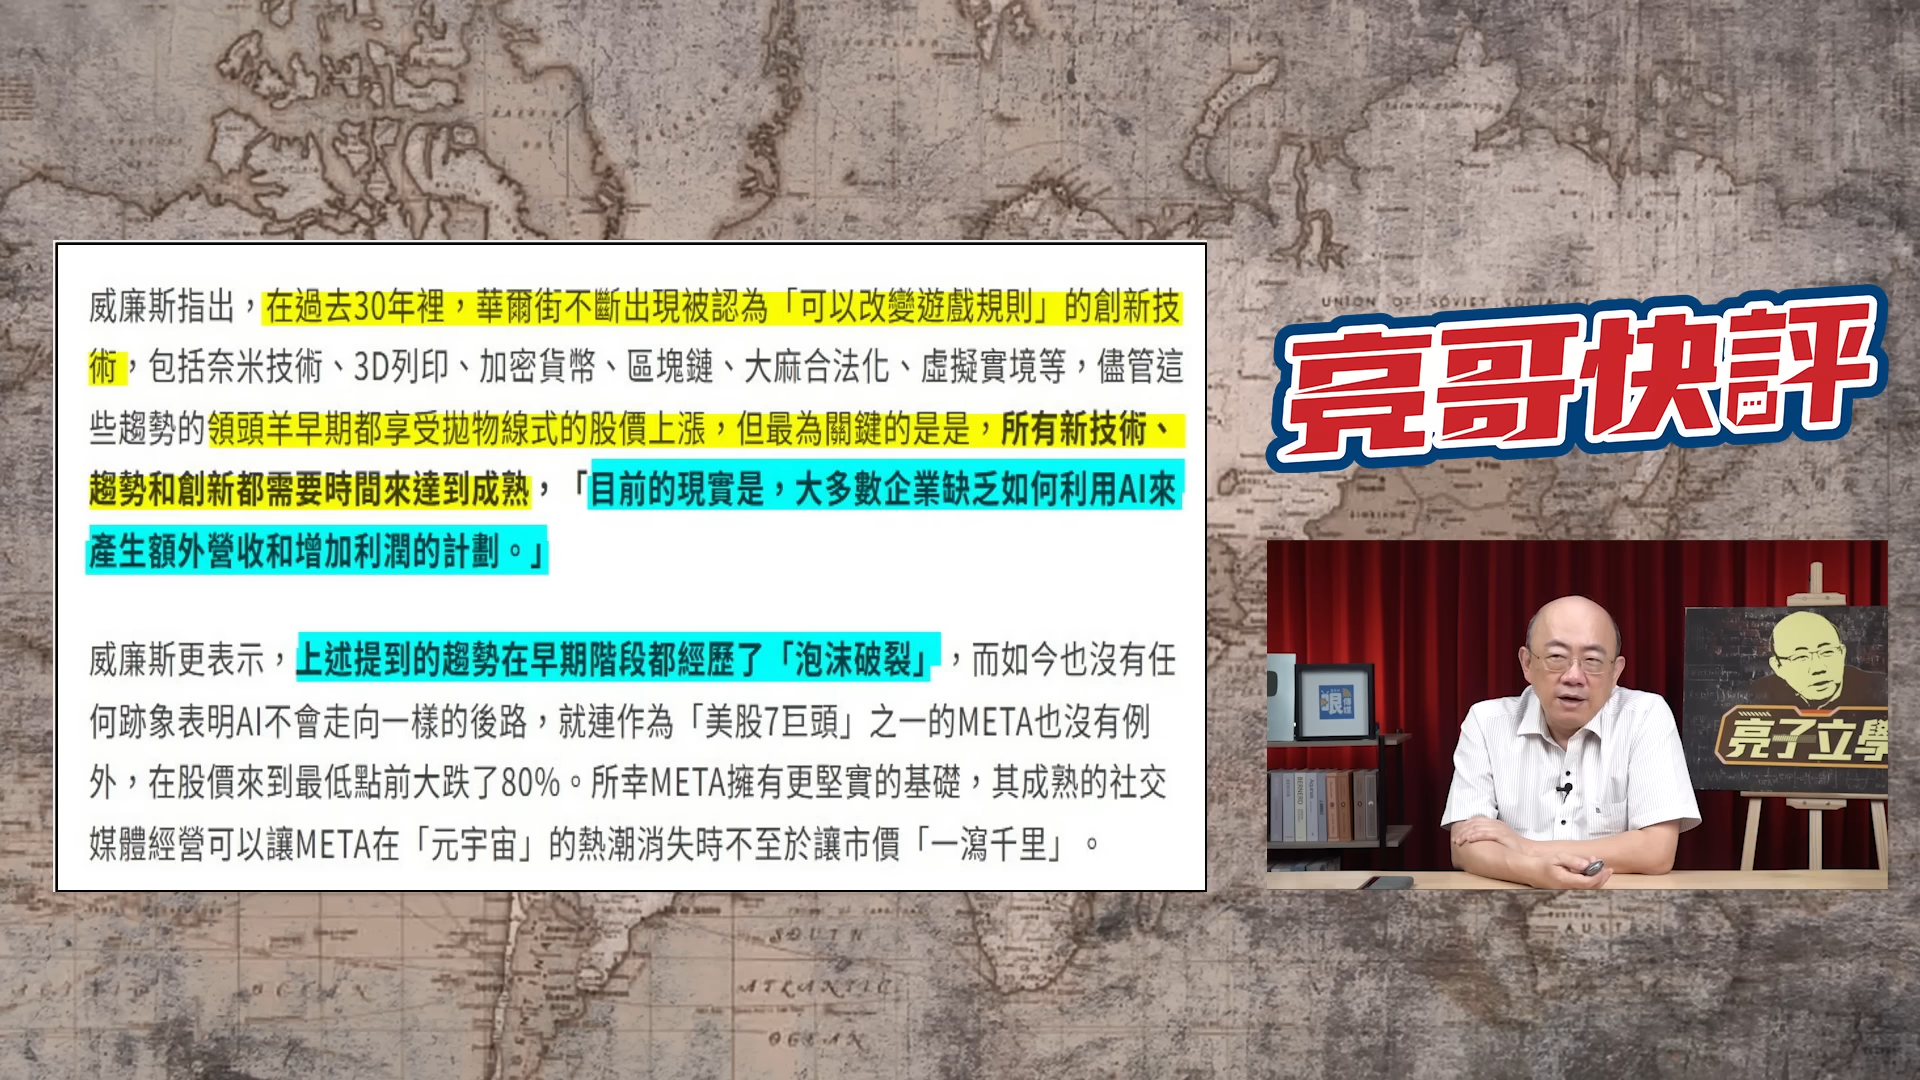 威廉斯指出，在過去30年裡，華爾街不斷出現被認為「可以改變遊戲規則」的創新技
術，包括奈米技術、3D列印、加密貨幣、區塊鏈、大麻合法化、虛擬實境等，儘管這
些趨勢的領頭羊早期都享受拋物線式的股價上漲，但最為關鍵的是是，所有新技術、
趨勢和創新都需要時間來達到成熟，「目前的現實是，大多數企業缺乏如何利用AI來
產生額外營收和增加利潤的計劃。」
威廉斯更表示，上述提到的趨勢在早期階段都經歷了「泡沫破裂」，而如今也沒有任
何跡象表明AI不會走向一樣的後路，就連作為「美股7巨頭」之一的META也沒有例
外，在股價來到最低點前大跌了80%。所幸META擁有更堅實的基礎，其成熟的社交
媒體經營可以讓META在「元宇宙」的熱潮消失時不至於讓市價「一瀉千里」。
UNION OF SOVIET SOCIALIST
亮哥快評
亮子立學
SOUTH
ATLANTIC
OCEAN